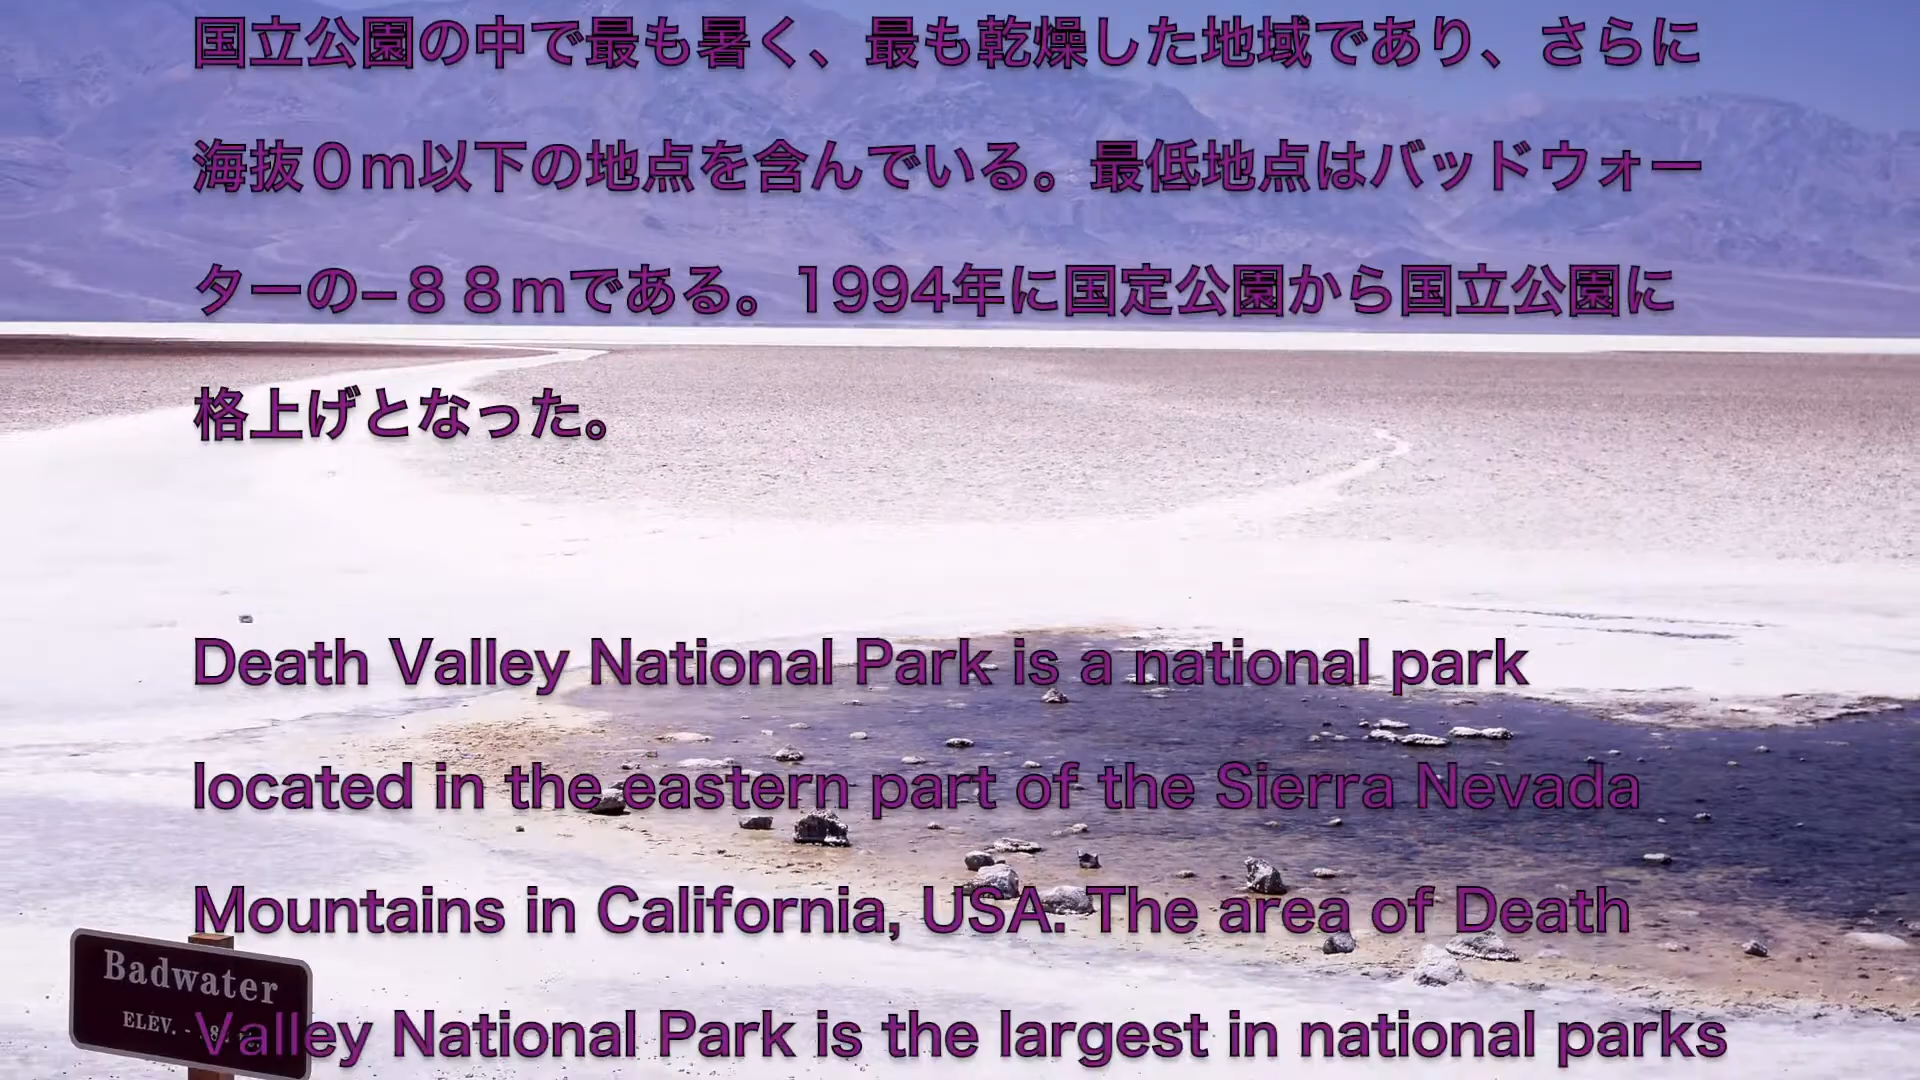 国立公園の中で最も暑く、最も乾燥した地域であり、さらに
海抜０ｍ以下の地点を含んでいる。最低地点はバッドウォー
ターの−８８ｍである。1994年に国定公園から国立公園に
格上げとなった。
Death Valley National Park is a national park
located in the eastern part of the Sierra Nevada
Mountains in California, USA. The area of Death
Valley National Park is the largest in national parks
Badwater
ELEV. -